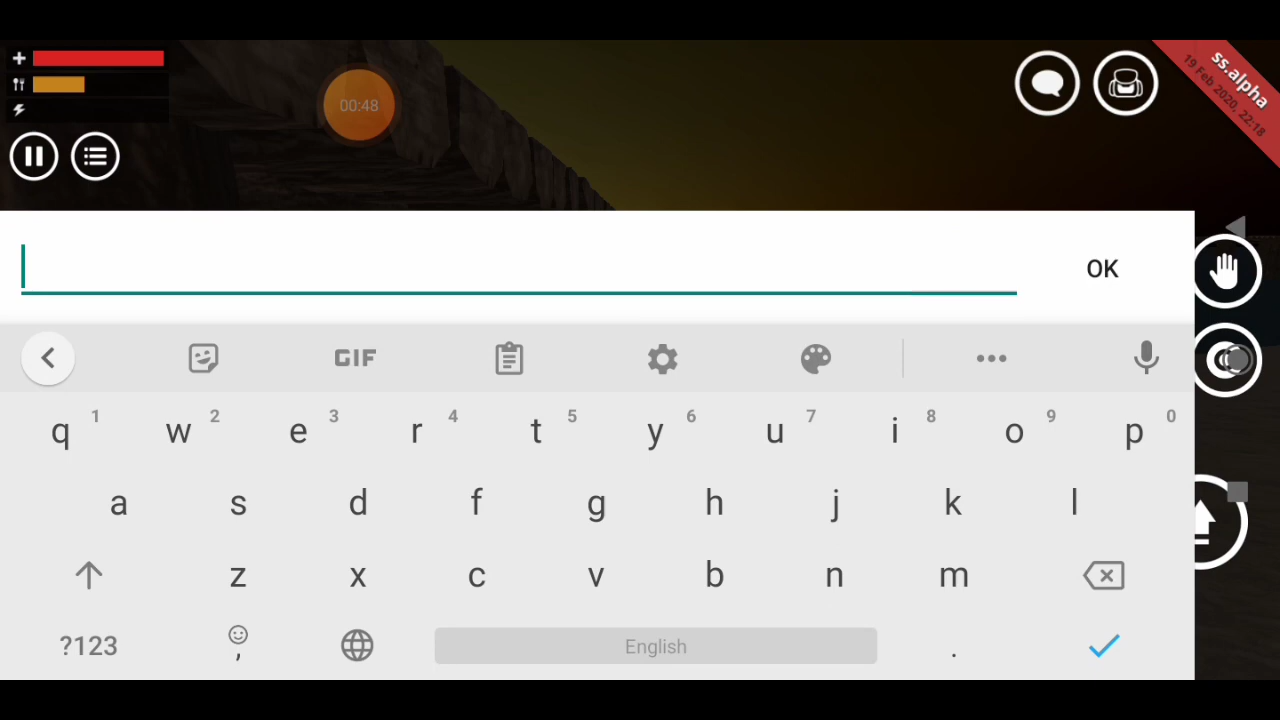 00:48
ss.alpha
19 Feb 2020, 22:18
OK
GIF
q 1 w 2 e 3 r 4 t 5 y 6 u 7 i 8 o 9 p 0
a s d f g h j k l
z x c v b n m
?123 , English .